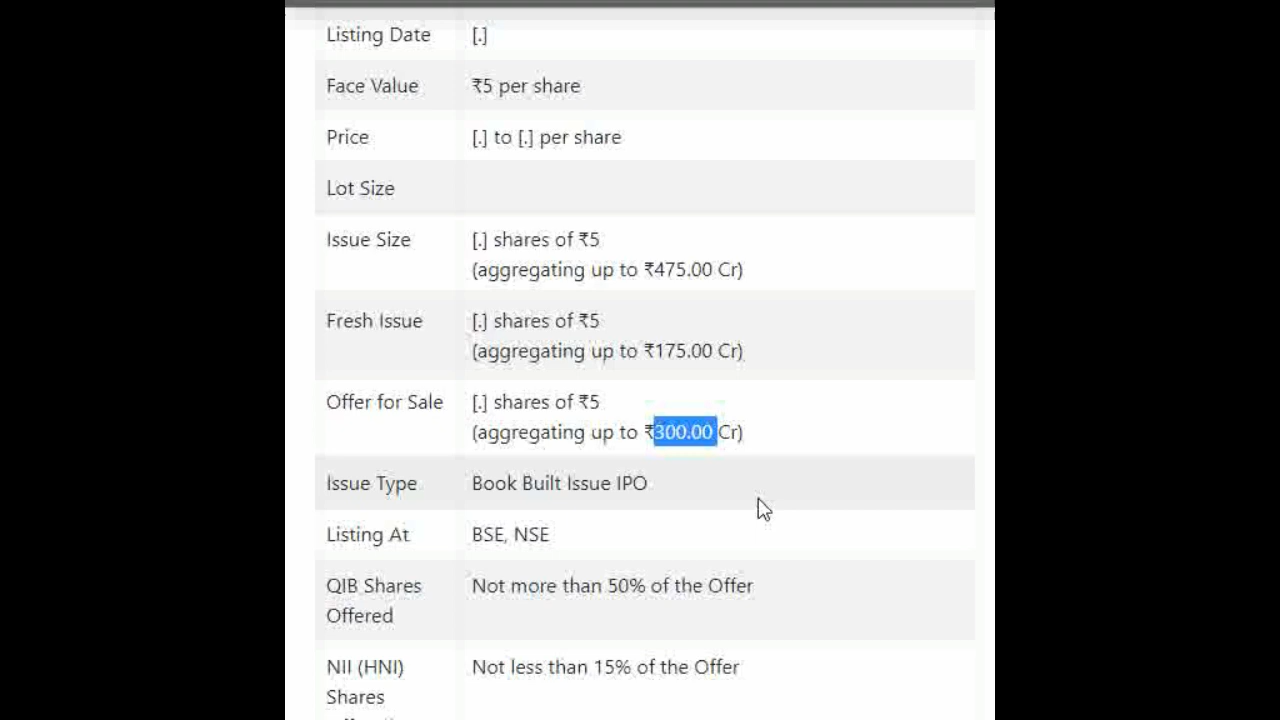 Listing Date [.]
Face Value ₹5 per share
Price [.] to [.] per share
Lot Size
Issue Size [.] shares of ₹5
(aggregating up to ₹475.00 Cr)
Fresh Issue [.] shares of ₹5
(aggregating up to ₹175.00 Cr)
Offer for Sale [.] shares of ₹5
(aggregating up to ₹300.00 Cr)
Issue Type Book Built Issue IPO
Listing At BSE, NSE
QIB Shares Not more than 50% of the Offer
Offered
NII (HNI) Not less than 15% of the Offer
Shares